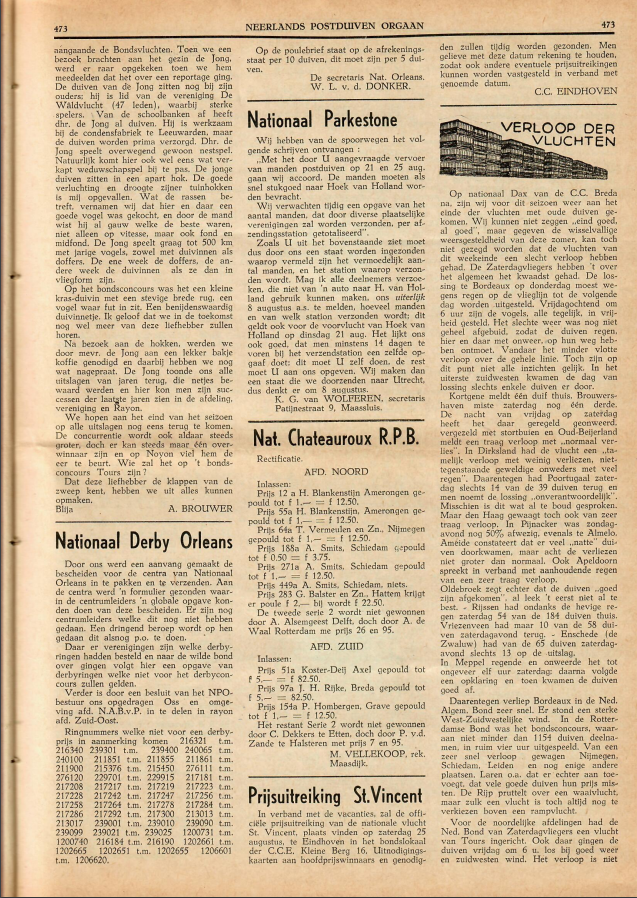 473
NEERLANDS POSTDUIVEN ORGAAN
473
aangaande de Bondsvluchten. Toen we een
bezoek brachten aan het gezin de Jong,
werd er raar opgekeken toen we hem
meedeelden dat het over een reportage ging.
De duiven van de Jong zitten nog bij zijn
ouders; hij is lid van de vereniging De
Wâldvlucht (47 leden), waarbij sterke
spelers. Van de schoolbanken af heeft
dhr. de Jong al duiven. Hij is werkzaam
bij de condensfabriek te Leeuwarden, maar
de duiven worden prima verzorgd. Dhr. de
Jong speelt overwegend gewoon nestspel.
Natuurlijk komt hier ook wel eens wat ver-
kapt weduwschapspel bij te pas. De jonge
duiven zitten in een apart hok. De goede
verluchting en droogte zijner tuinhokken
is mij opgevallen. Wat de rassen be-
treft, vernamen wij dat hier en daar een
goede vogel was gekocht, en door de mand
wist hij al gauw welke de beste waren,
niet alleen op vitesse, maar ook fond en
midfond. De Jong speelt graag tot 500 km
met jarige vogels, zowel met duivinnen als
doffers. De ene week de doffers, de an-
dere week de duivinnen als ze dan in
vliegform zijn.
Op het bondsconcours was het een kleine
kras-duivin met een stevige brede rug, een
vogel waar fut in zit. Een benijdenswaardig
duivinnetje. Ik geloof dat we in de toekomst
nog wel meer van deze liefhebber zullen
horen.
Na bezoek aan de hokken, werden we
door mevr. de Jong aan een lekker bakje
koffie genodigd en daarbij hebben we nog
wat nagepraat. De Jong toonde ons alle
uitslagen van jaren terug, die netjes be-
waard werden en hier kon men zijn suc-
cessen der laatste jaren zien in de afdeling,
vereniging en Rayon.
We hopen aan het eind van het seizoen
op alle uitslagen nog eens terug te komen.
De concurrentie wordt ook aldaar steeds
groter, doch er kan steeds maar één over-
winnaar zijn en op Noyon viel hem de
eer te beurt. Wie zal het op 't bonds-
concours Tours zijn?
Dat deze liefhebber de klappen van de
zweep kent, hebben we uit alles kunnen
opmaken.
Blija A. BROUWER
Nationaal Derby Orleans
Door ons werd een aanvang gemaakt de
bescheiden voor de centra van Nationaal
Orleans in te pakken en te verzenden. Aan
de centra werd 'n formulier gezonden waar-
in de centrumleiders 'n globale opgave kon-
den doen van deze bescheiden. Er zijn nog
centrumleiders welke dit nog niet hebben
gedaan. Een dringend beroep wordt op hen
gedaan dit alsnog p.o. te doen.
Daar er verenigingen zijn welke derby-
ringen hadden besteld en naar de wilde bond
over gingen volgt hier een opgave van
derbyringen welke niet voor het derbycon-
cours zullen gelden.
Verder is door een besluit van het NPO-
bestuur ons opgedragen Oss en omge-
ving afd. N.A.B.v.P. in te delen in rayon
afd. Zuid-Oost.
Ringnummers welke niet voor een derby-
prijs in aanmerking komen 216321 t.m.
216340 239301 t.m. 239400 240065 t.m.
240100 211851 t.m. 211855 211861 t.m.
211900 215376 t.m. 215450 276111 t.m.
276120 229701 t.m. 229915 217181 t.m.
217208 217217 t.m. 217219 217223 t.m.
217228 217242 t.m. 217247 217256 t.m.
217258 217264 t.m. 217278 217284 t.m.
217286 217292 t.m. 217300 213013 t.m.
213017 239001 t.m. 239010 239090 t.m.
239099 239021 t.m. 239025 1200731 t.m.
1200740 216184 t.m. 216190 1202661 t.m.
1202665 1202651 t.m. 1202655 1206601
t.m. 1206620.
Op de poulebrief staat op de afrekenings-
staat per 10 duiven, dit moet zijn per 5 dui-
ven.
De secretaris Nat. Orleans.
W. L. v. d. DONKER.
Nationaal Parkestone
Wij hebben van de spoorwegen het vol-
gende schrijven ontvangen:
„Met het door U aangevraagde vervoer
van manden postduiven op 21 en 25 aug.
gaan wij accoord. De manden moeten als
snel stukgoed naar Hoek van Holland wor-
den bevracht.
Wij verwachten tijdig een opgave van het
aantal manden, dat door diverse plaatselijke
verenigingen zal worden verzonden, per af-
zendingsstation getotaliseerd".
Zoals U uit het bovenstaande ziet moet
dus door ons een staat worden ingezonden
waarop vermeld zijn het vermoedelijk aan-
tal manden, en het station waarop verzon-
den wordt. Mag ik alle deelnemers verzoe-
ken, die niet van 'n auto naar H. van Hol-
land gebruik kunnen maken, ons uiterlijk
8 augustus a.s. te melden, hoeveel manden
en van welk station verzonden wordt; dit
geldt ook voor de voorvlucht van Hoek van
Holland op dinsdag 21 aug. Het lijkt ons
ook goed, dat men minstens 14 dagen te
voren bij het verzendstation een zelfde op-
gaaf doet; dit moet U zelf doen, de rest
moet U aan ons opgeven. Wij maken dan
een staat die we doorzenden naar Utrecht,
dus denkt er om 8 augustus.
K. G. van WOLFEREN, secretaris
Patijnestraat 9, Maassluis.
Nat. Chateauroux R.P.B.
Rectificatie.
AFD. NOORD
Inlassen:
Prijs 12 a H. Blankenstijn Amerongen ge-
pould tot f 1.— = f 12.50.
Prijs 55a H. Blankenstijn, Amerongen ge-
pould tot f 1.— = f 12.50.
Prijs 64a T. Vermeulen en Zn., Nijmegen
gepould tot f 1.— = f 12.50.
Prijs 188a A. Smits, Schiedam gepould
tot f 0.50 = f 3.75.
Prijs 271a A. Smits, Schiedam gepould
tot f 1.— = f 12.50.
Prijs 449a A. Smits, Schiedam, niets.
Prijs 283 G. Balster en Zn., Hattem krijgt
er poule f 2.— bij wordt f 22.50.
De tweede serie 2 wordt niet gewonnen
door A. Alsemgeest Delft, doch door A. de
Waal Rotterdam me prijs 26 en 95.
AFD. ZUID
Inlassen:
Prijs 51a Koster-Deij Axel gepould tot
f 5.— = f 82.50.
Prijs 97a J. H. Rijke, Breda gepould tot
f 5.— = 82.50.
Prijs 154a P. Hombergen, Grave gepould
tot f 1.— = f 12.50.
Het restant Serie 2 wordt niet gewonnen
door C. Dekkers te Etten, doch door P. v.d.
Zande te Halsteren met prijs 7 en 95.
M. VELLEKOOP, rek.
Maasdijk.
Prijsuitreiking St.Vincent
In verband met de vacanties, zal de offi-
ciële prijsuitreiking van de nationale vlucht
St. Vincent, plaats vinden op zaterdag 25
augustus, te Eindhoven in het bondslokaal
der C.C.E. Kleine Berg 16. Uitnodigings-
kaarten aan hoofdprijswinnaars en genodig-
den zullen tijdig worden gezonden. Men
gelieve met deze datum rekening te houden,
zodat ook andere eventuele prijsuitreikingen
kunnen worden vastgesteld in verband met
genoemde datum.
C.C. EINDHOVEN
VERLOOP DER
VLUCHTEN
Op nationaal Dax van de C.C. Breda
na, zijn wij voor dit seizoen weer aan het
einde der vluchten met oude duiven ge-
komen. Wij kunnen niet zeggen „eind goed,
al goed", maar gegeven de wisselvallige
weersgesteldheid van deze zomer, kan toch
niet gezegd worden dat de vluchten van
dit weekeinde een slecht verloop hebben
gehad. De Zaterdagvliegers hebben 't over
het algemeen het kwaadst gehad. De los-
sing te Bordeaux op donderdag moest we-
gens regen op de vlieglijn tot de volgende
dag worden uitgesteld. Vrijdagochtend om
6 uur zijn de vogels, alle tegelijk, in vrij-
heid gesteld. Het slechte weer was nog niet
geheel afgebuid, zodat de duiven regen,
hier en daar met onweer, op hun weg heb-
ben ontmoet. Vandaar het minder vlotte
verloop over de gehele linie. Toch zijn op
dit punt niet alle inzichten gelijk. In het
uiterste zuidwesten kwamen de dag van
lossing slechts enkele duiven er door.
Kortgene meldt één duif thuis. Brouwers-
haven miste zaterdag nog één derde.
De nacht van vrijdag op zaterdag
heeft het daar geregeld geonweerd,
vergezeld met stortbuien en Oud-Beijerland
meldt een traag verloop met „normaal ver-
lies". In Dirksland had de vlucht een „ta-
melijk verloop met weinig verliezen, niet-
tegenstaande geweldige onweders met veel
regen". Daarentegen had Poortugaal zater-
dag slechts 14 van de 39 duiven terug en
men noemt de lossing „onverantwoordelijk".
Misschien is dit wat al te boud gesproken.
Maar den Haag gewaagt toch ook van zeer
traag verloop. In Pijnacker was zondag-
avond nog 50% afwezig, evenals te Almelo.
Améide constateert dat er veel „natte" dui-
ven doorkwamen, maar acht de verliezen
niet groter dan normaal. Ook Apeldoorn
spreekt in verband met aanhoudende regen
van een zeer traag verloop.
Oldebroek zegt echter dat de duiven „goed
zijn afgekomen", al leek 't eerst niet al te
best. - Rijssen had ondanks de hevige re-
gen zaterdag 54 van de 184 duiven thuis.
Vriezenveen had maar 10 van de 58 dui-
ven zaterdagavond terug. - Enschede (de
Zwaluw) had van de 65 duiven zaterdag-
avond slechts 13 op de uitslag.
In Meppel regende en onweerde het tot
ongeveer elf uur zaterdag; daarna volgde
een opklaring en toen kwamen de duiven
goed af.
Daarentegen verliep Bordeaux in de Ned.
Algem. Bond zeer snel. Er stond een sterke
West-Zuidwestelijke wind. In de Rotter-
damse Bond was het bondsconcours, waar-
aan niet minder dan 1154 duiven deelna-
men, in ruim vier uur uitgespeeld. Van een
zeer snel verloop gewagen Nijmegen,
Schiedam, Leiden en nog enige andere
plaatsen. Laren o.a. dat er echter aan toe-
voegt, dat vele goede duiven hun prijs mis-
ten. De Rijp pruttelt over een waaivlucht,
maar zulk een vlucht is toch altijd nog te
verkiezen boven een rampvlucht.
Voor de noordelijke afdelingen had de
Ned. Bond van Zaterdagvliegers een vlucht
van Tours ingericht. Ook daar gingen de
duiven vrijdag om 6 u. los bij goed weer
en zuidwesten wind. Het verloop is niet